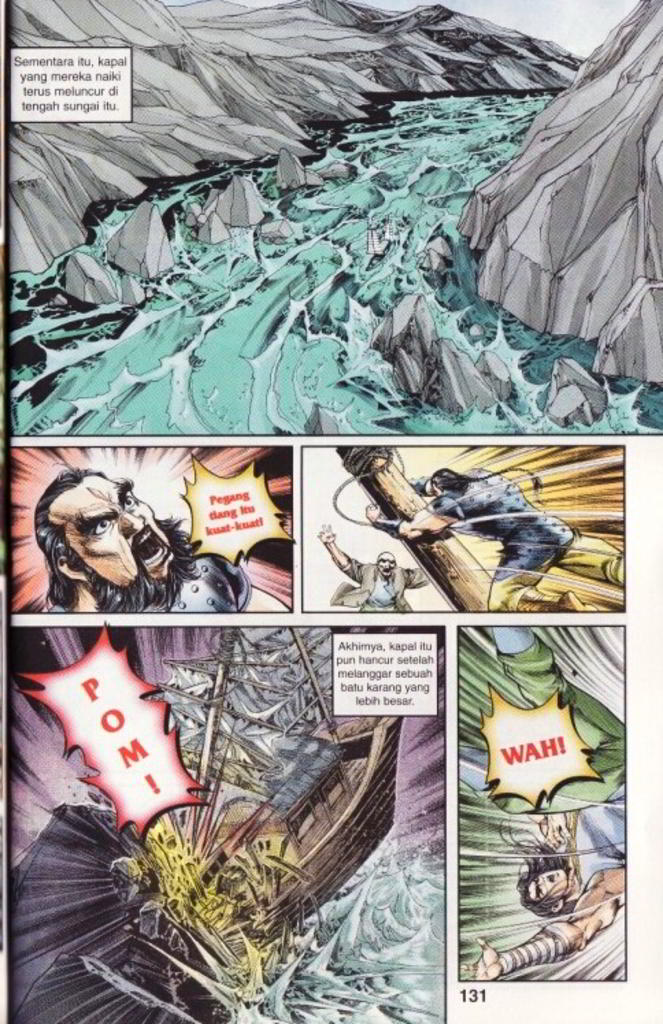 Sementara itu, kapal
yang mereka naiki
terus meluncur di
tengah sungai itu.
Pegang
tiang itu
kuat-kuat!
Akhirnya, kapal itu
pun hancur setelah
melanggar sebuah
batu karang yang
lebih besar.
POM!
WAH!
131